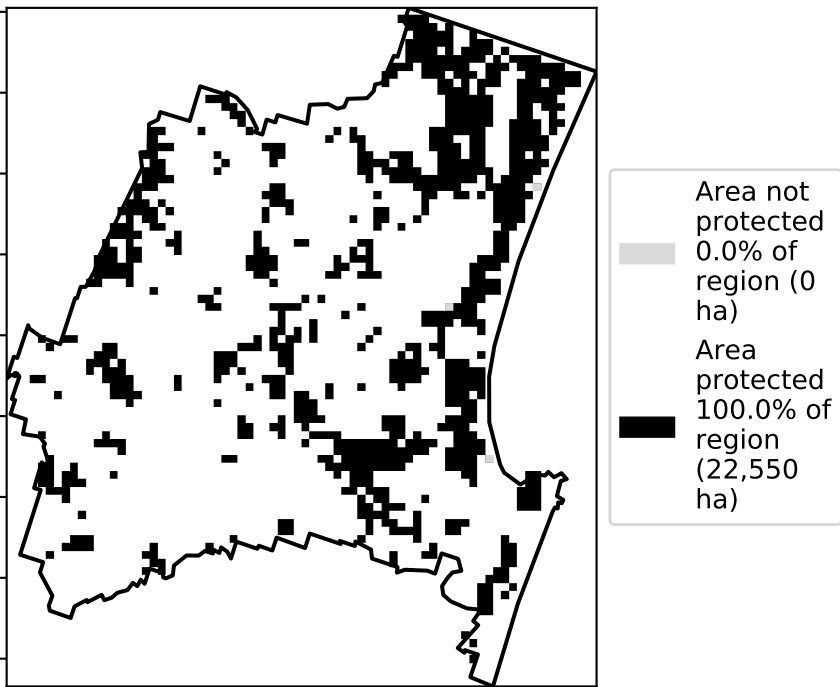 Area not
protected
0.0% of
region (0
ha)
Area
protected
100.0% of
region
(22,550
ha)